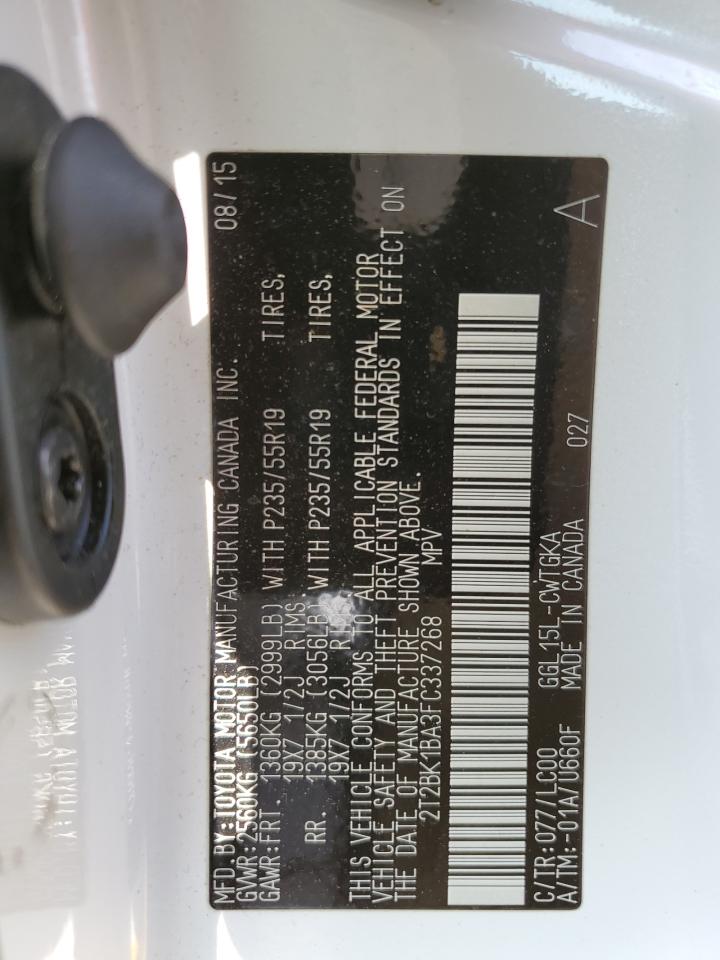 MFD.BY:TOYOTA MOTOR MANUFACTURING CANADA INC. 08/15
GVWR:2560KG (5650LB)
GAWR:FRT. 1360KG (2999LB) WITH P235/55R19 TIRES,
19X7 1/2J RIMS
RR. 1385KG (3056LB) WITH P235/55R19 TIRES,
19X7 1/2J
THIS VEHICLE CONFORMS TO ALL APPLICABLE FEDERAL MOTOR
VEHICLE SAFETY AND THEFT PREVENTION STANDARDS IN EFFECT ON
THE DATE OF MANUFACTURE SHOWN ABOVE.
2T2BK1BA3FC337268 MPV
A
C/TR:077/LC00 GGL15L-CWTGKA 027
A/TM:-01A/U660F MADE IN CANADA